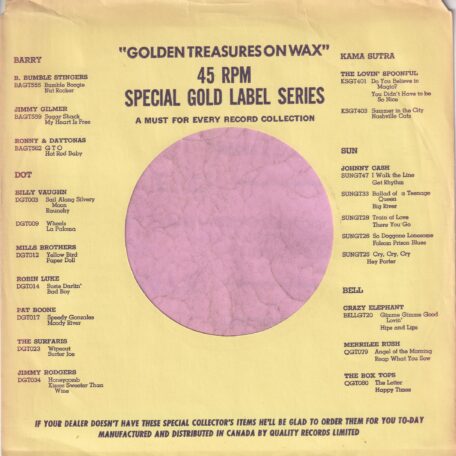 "GOLDEN TREASURES ON WAX"
45 RPM
SPECIAL GOLD LABEL SERIES
A MUST FOR EVERY RECORD COLLECTION
BARRY
B. BUMBLE STINGERS
BAGT555 Bumble Boogie
Nut Rocker
JIMMY GILMER
BAGT559 Sugar Shack
My Heart Is Free
RONNY & DAYTONAS
BAGT562 G T O
Hot Rod Baby
DOT
BILLY VAUGHN
DGT003 Sail Along Silvery
Moon
Raunchy
DGT009 Wheels
La Paloma
MILLS BROTHERS
DGT012 Yellow Bird
Paper Doll
ROBIN LUKE
DGT014 Susie Darlin'
Bad Boy
PAT BOONE
DGT017 Speedy Gonzales
Moody River
THE SURFARIS
DGT023 Wipeout
Surfer Joe
JIMMY RODGERS
DGT034 Honeycomb
Kisses Sweeter Than
Wine
KAMA SUTRA
THE LOVIN' SPOONFUL
KSGT401 Do You Believe in
Magic?
You Didn't Have to be
So Nice
KSGT403 Summer in the City
Nashville Cats
SUN
JOHNNY CASH
SUNGT47 I Walk the Line
Get Rhythm
SUNGT33 Ballad of a Teenage
Queen
Big River
SUNGT28 Train of Love
There You Go
SUNGT26 So Doggone Lonesome
Folsom Prison Blues
SUNGT23 Cry, Cry, Cry
Hey Porter
BELL
CRAZY ELEPHANT
BELLGT20 Gimme Gimme Good
Lovin'
Hips and Lips
MERRILEE RUSH
QGT079 Angel of the Morning
Reap What You Sow
THE BOX TOPS
QGT080 The Letter
Happy Times
IF YOUR DEALER DOESN'T HAVE THESE SPECIAL COLLECTOR'S ITEMS HE'LL BE GLAD TO ORDER THEM FOR YOU TO-DAY
MANUFACTURED AND DISTRIBUTED IN CANADA BY QUALITY RECORDS LIMITED